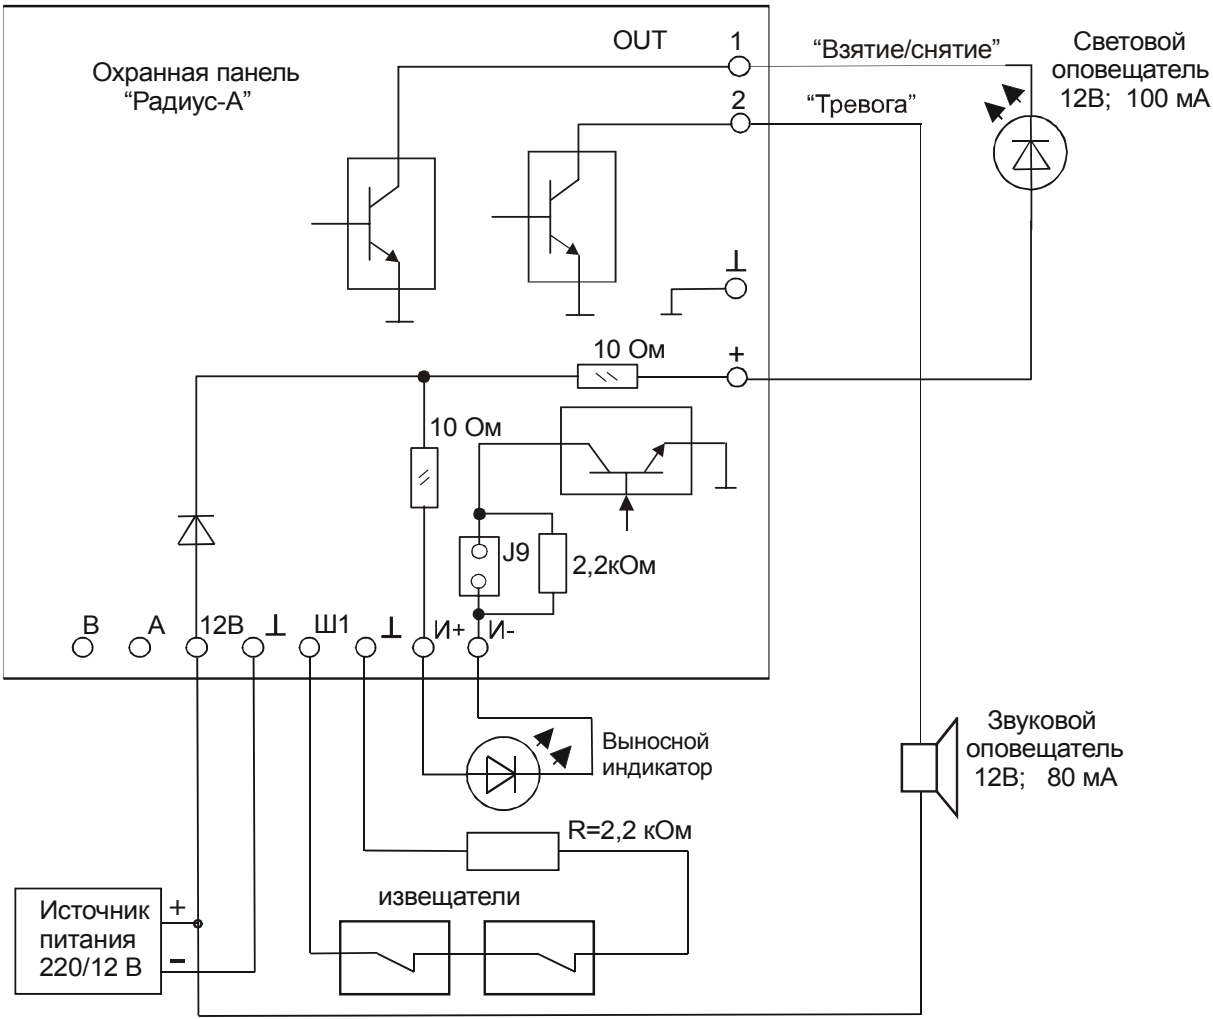 Охранная панель
“Радиус-А”
OUT
1
“Взятие/снятие”
Световой
оповещатель
12В; 100 мА
2
“Тревога”
⊥
10 Ом
+
10 Ом
J9
2,2кОм
В
А
12В
⊥
Ш1
⊥
И+
И-
Выносной
индикатор
Звуковой
оповещатель
12В; 80 мА
R=2,2 кОм
извещатели
Источник
питания
220/12 В
+
-